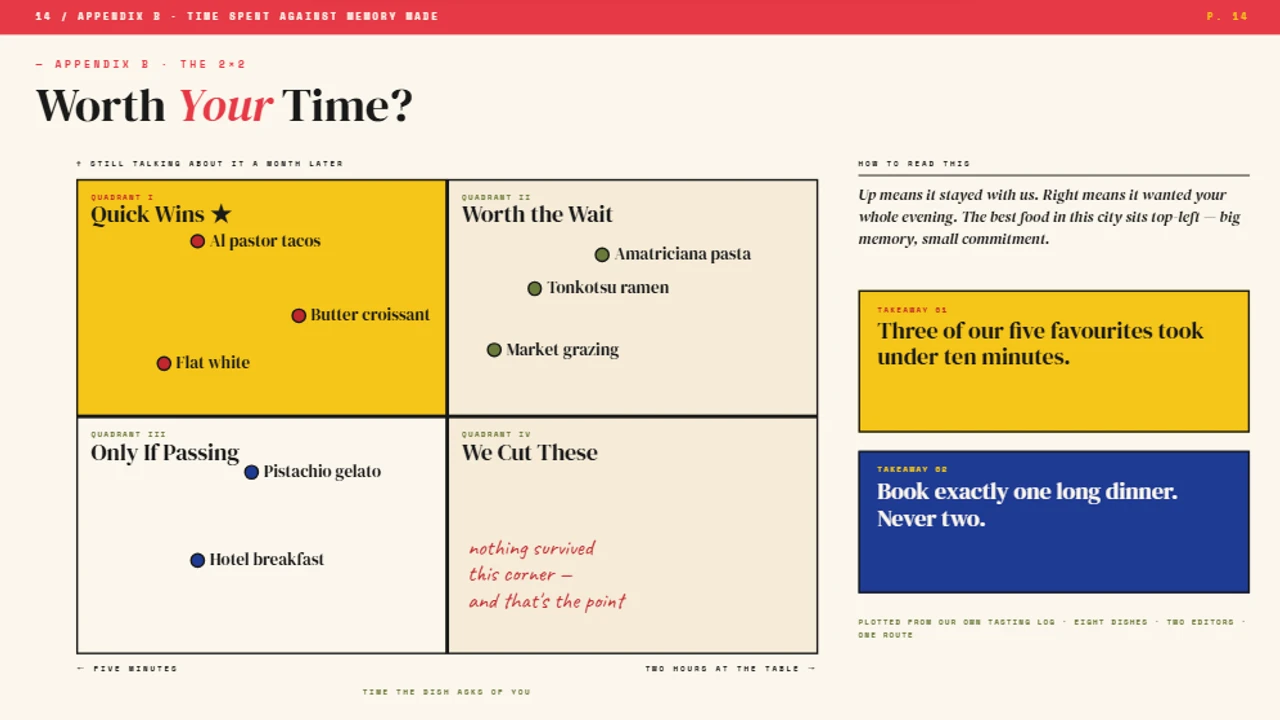 14 / APPENDIX B · TIME SPENT AGAINST MEMORY MADE
P. 14
— APPENDIX B · THE 2×2
Worth Your Time?
↑ STILL TALKING ABOUT IT A MONTH LATER
QUADRANT I
Quick Wins ★
Al pastor tacos
Butter croissant
Flat white
QUADRANT II
Worth the Wait
Amatriciana pasta
Tonkotsu ramen
Market grazing
QUADRANT III
Only If Passing
Pistachio gelato
Hotel breakfast
QUADRANT IV
We Cut These
nothing survived
this corner —
and that's the point
← FIVE MINUTES
TWO HOURS AT THE TABLE →
TIME THE DISH ASKS OF YOU
HOW TO READ THIS
Up means it stayed with us. Right means it wanted your
whole evening. The best food in this city sits top-left — big
memory, small commitment.
TAKEAWAY 01
Three of our five favourites took
under ten minutes.
TAKEAWAY 02
Book exactly one long dinner.
Never two.
PLOTTED FROM OUR OWN TASTING LOG · EIGHT DISHES · TWO EDITORS ·
ONE ROUTE